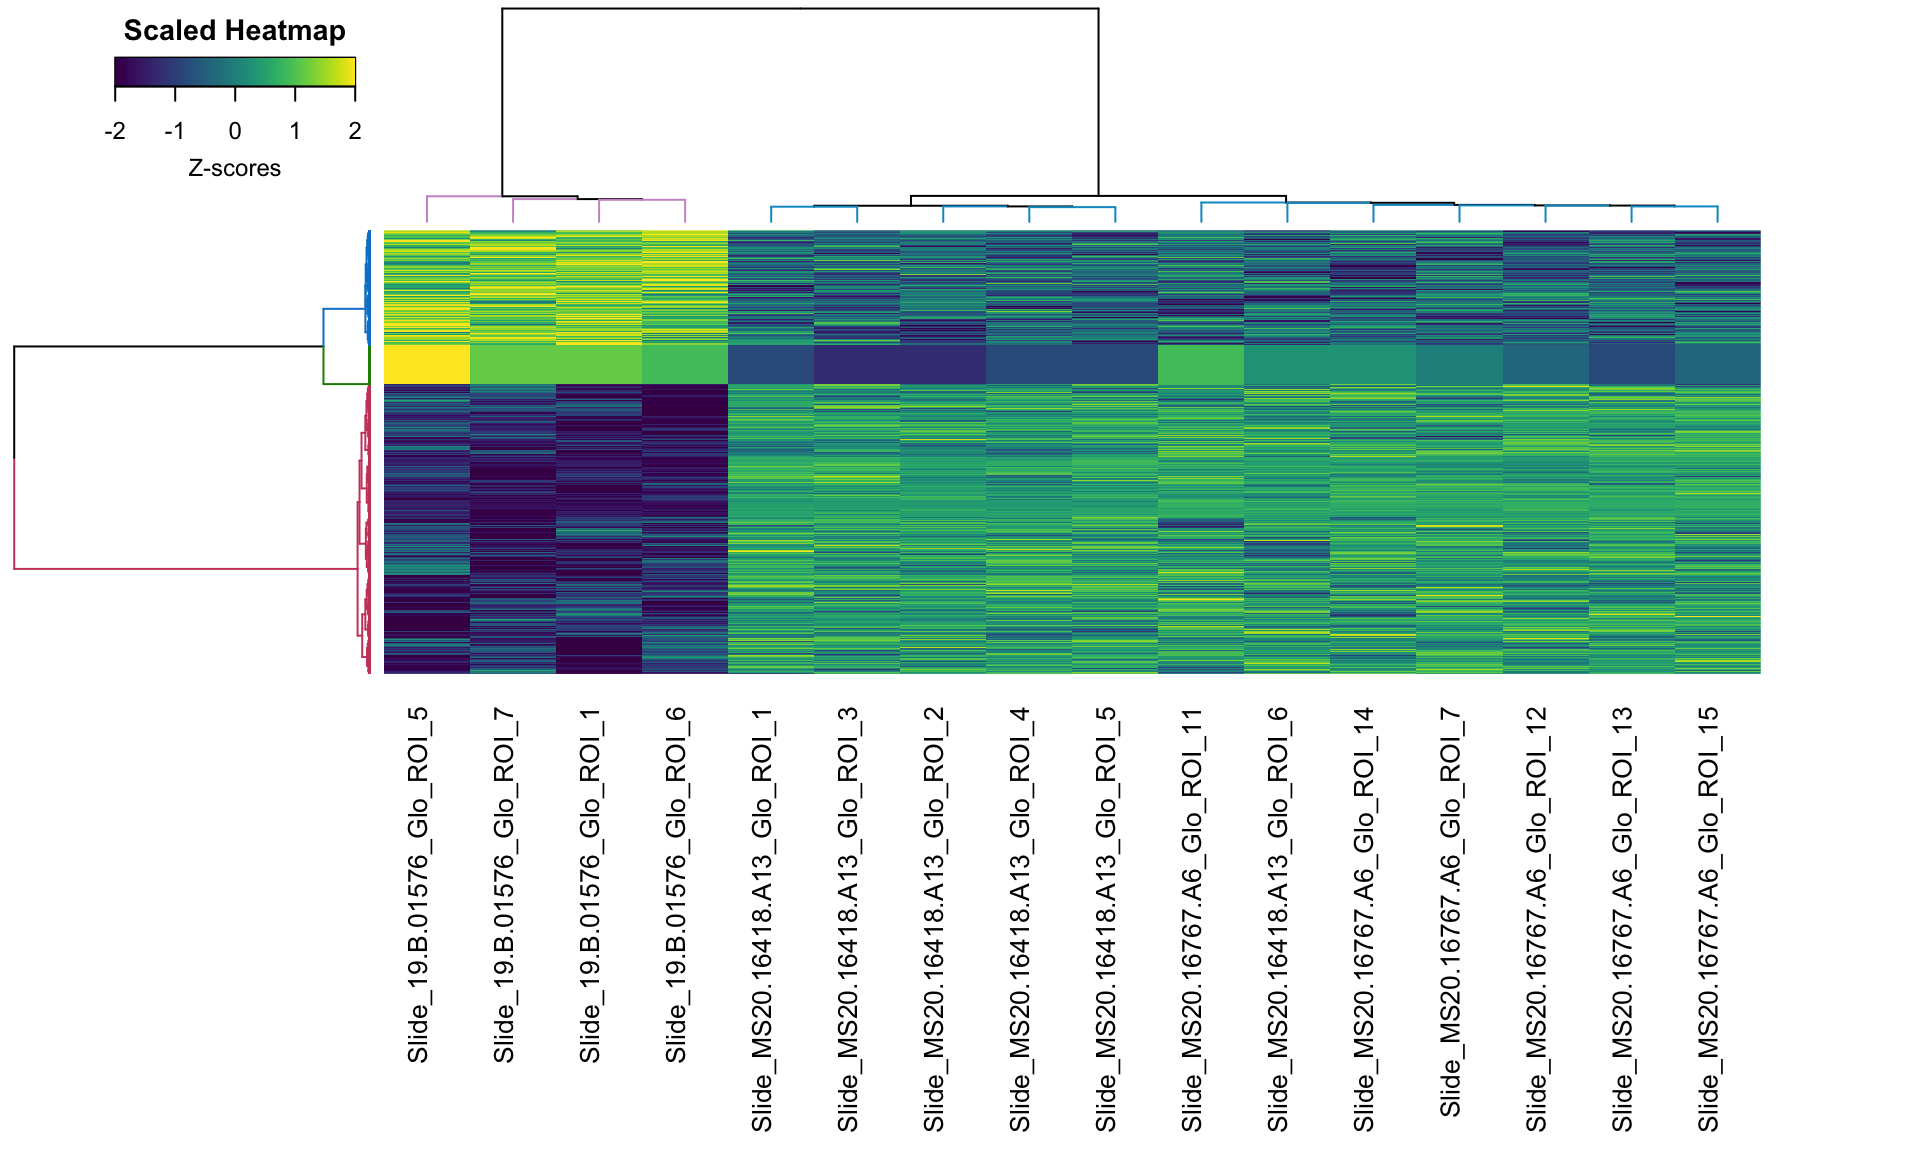 Scaled Heatmap
-2 -1 0 1 2
Z-scores
Slide_19.B.01576_Glo_ROI_5
Slide_19.B.01576_Glo_ROI_7
Slide_19.B.01576_Glo_ROI_1
Slide_19.B.01576_Glo_ROI_6
Slide_MS20.16418.A13_Glo_ROI_1
Slide_MS20.16418.A13_Glo_ROI_3
Slide_MS20.16418.A13_Glo_ROI_2
Slide_MS20.16418.A13_Glo_ROI_4
Slide_MS20.16418.A13_Glo_ROI_5
Slide_MS20.16767.A6_Glo_ROI_11
Slide_MS20.16418.A13_Glo_ROI_6
Slide_MS20.16767.A6_Glo_ROI_14
Slide_MS20.16767.A6_Glo_ROI_7
Slide_MS20.16767.A6_Glo_ROI_12
Slide_MS20.16767.A6_Glo_ROI_13
Slide_MS20.16767.A6_Glo_ROI_15